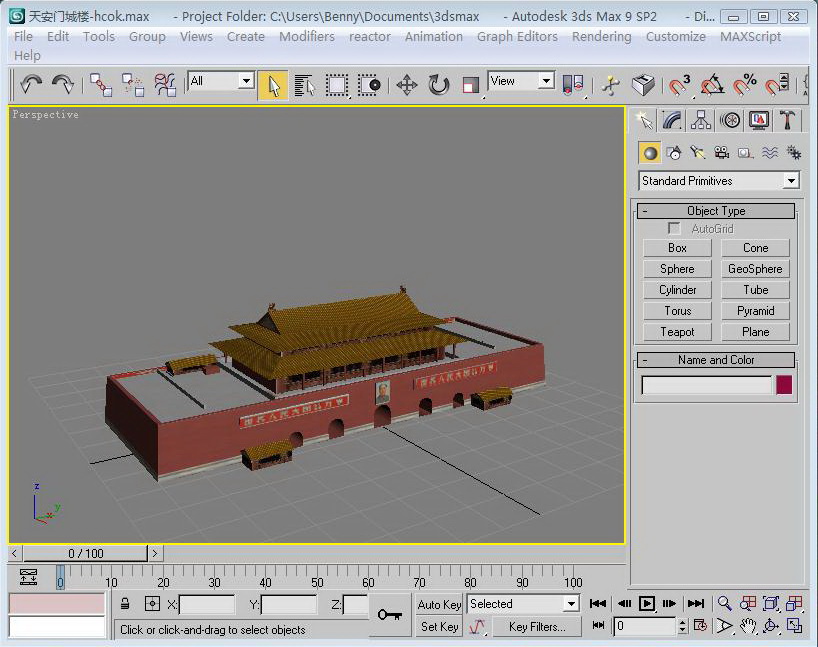 天安门城楼-hcok.max - Project Folder: C:\Users\Benny\Documents\3dsmax - Autodesk 3ds Max 9 SP2 - Di...
File Edit Tools Group Views Create Modifiers reactor Animation Graph Editors Rendering Customize MAXScript
Help
All View 3 %
Perspective
Standard Primitives
- Object Type
AutoGrid
Box Cone
Sphere GeoSphere
Cylinder Tube
Torus Pyramid
Teapot Plane
- Name and Color
z
y
x
< 0 / 100 >
0 10 20 30 40 50 60 70 80 90 100
X: Y: Z: Auto Key Selected
Click or click-and-drag to select objects Set Key Key Filters... 0